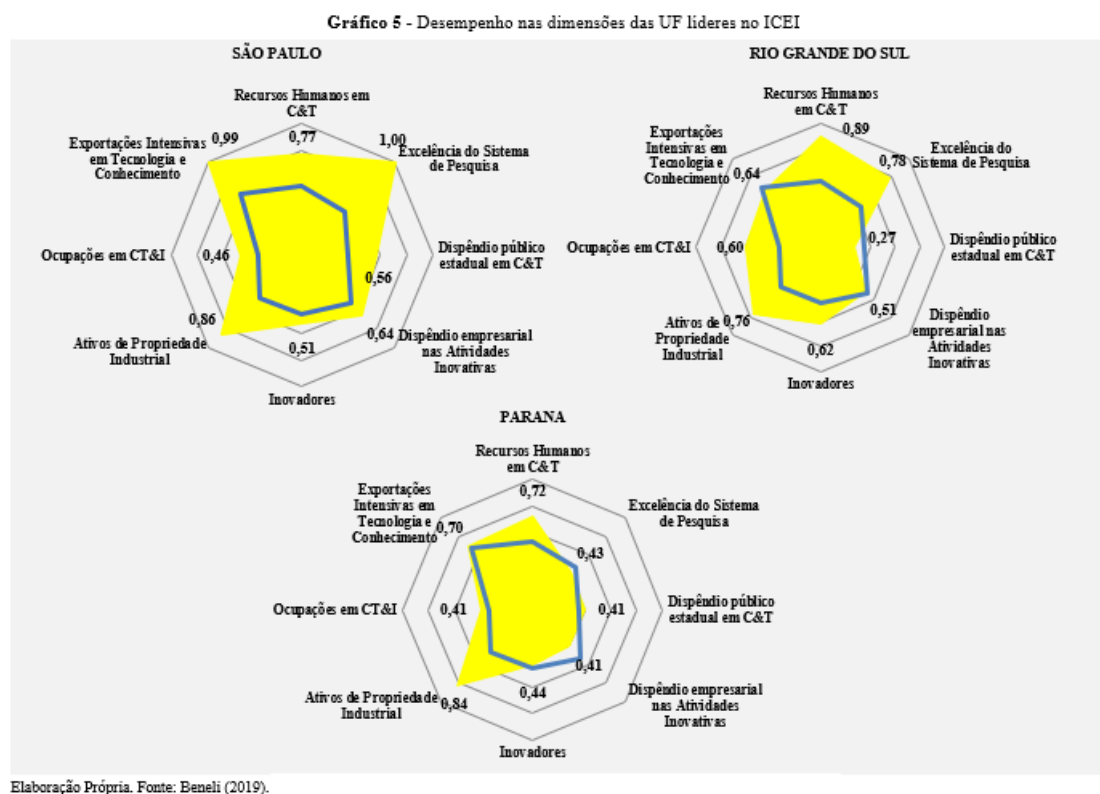 Gráfico 5 - Desempenho nas dimensões das UF lideres no ICEI
SÃO PAULO
Recursos Humanos em
C&T
0,77
1,00
Excelência do Sistema
de Pesquisa
Dispêndio público
estadual em C&T
0,56
0,64
Dispêndio empresarial
nas Atividades
Inovativas
0,51
Inovadores
0,86
Ativos de Propriedade
Industrial
Ocupações em CT&I
0,46
0,99
Exportações Intensivas
em Tecnologia e
Conhecimento
RIO GRANDE DO SUL
Recursos Humanos
em C&T
0,89
0,78
Excelência do
Sistema de Pesquisa
0,27
Dispêndio público
estadual em C&T
0,51
Dispêndio
empresarial nas
Atividades
Inovativas
0,62
Inovadores
0,76
Ativos de
Propriedade
Industrial
Ocupações em CT&I
0,60
Exportações
Intensivas em
Tecnologia e
Conhecimento
0,64
PARANA
Recursos Humanos
em C&T
0,72
Excelência do Sistema
de Pesquisa
0,43
0,41
Dispêndio público
estadual em C&T
0,41
Dispêndio empresarial
nas Atividades
Inovativas
0,44
Inovadores
0,84
Ativos de Propriedade
Industrial
Ocupações em CT&I
0,41
Exportações
Intensivas em
Tecnologia e
Conhecimento
0,70
Elaboração Própria. Fonte: Beneli (2019).